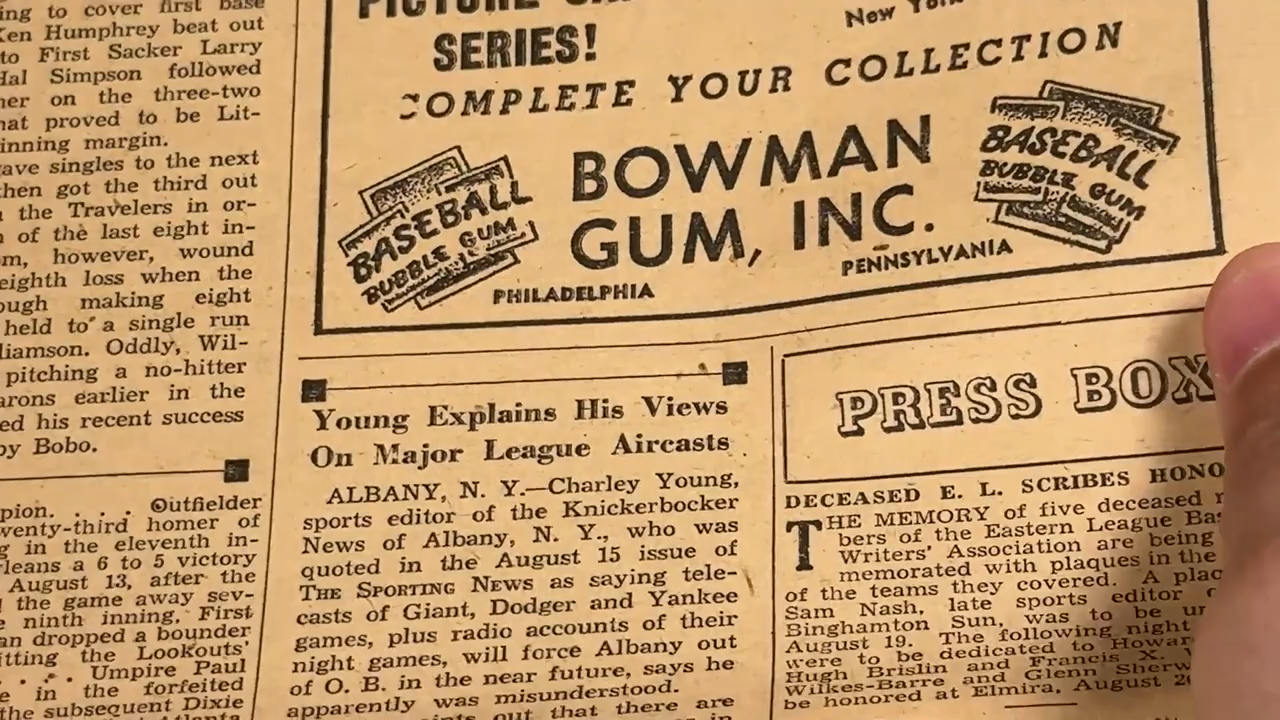 ing to cover first base
Ken Humphrey beat out
to First Sacker Larry
Hal Simpson followed
on the three-two
proved to be Lit-
inning margin.
singles to the next
then got the third out
the Travelers in or-
of the last eight in-
however, wound
eighth loss when the
making eight
held to a single run
liamson. Oddly, Wil-
pitching a no-hitter
earlier in the
ed his recent success
by Bobo.
pion. . . . Outfielder
twenty-third homer of
in the eleventh in-
a 6 to 5 victory
August 13, after the
the game away sev-
ninth inning, First
dropped a bounder
the Lookouts'
. . . . Umpire Paul
in the forfeited
the subsequent Dixie
PICTURE
SERIES!
New York
COMPLETE YOUR COLLECTION
BASEBALL
BUBBLE GUM
BOWMAN
GUM, INC.
PHILADELPHIA
PENNSYLVANIA
BASEBALL
BUBBLE GUM
Young Explains His Views
On Major League Aircasts
ALBANY, N. Y.—Charley Young,
sports editor of the Knickerbocker
News of Albany, N. Y., who was
quoted in the August 15 issue of
THE SPORTING NEWS as saying tele-
casts of Giant, Dodger and Yankee
games, plus radio accounts of their
night games, will force Albany out
of O. B. in the near future, says he
apparently was misunderstood.
out that there are
PRESS BOX
DECEASED E. L. SCRIBES HONO
THE MEMORY of five deceased
bers of the Eastern League Bas
Writers' Association are being
memorated with plaques in the
of the teams they covered. A plac
Sam Nash, late sports editor
Binghamton Sun, was to be un
August 19. The following night
were to be dedicated to Howar
Hugh Brislin and Francis X.
Wilkes-Barre and Glenn Sherw
be honored at Elmira, August 2